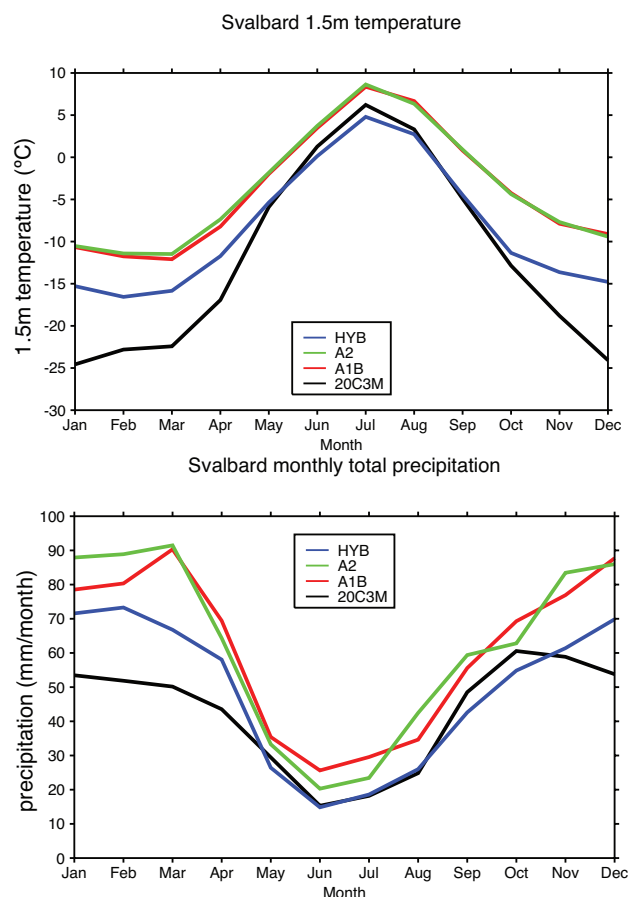 Svalbard 1.5m temperature
1.5m temperature (°C)
10
5
0
-5
-10
-15
-20
-25
-30
HYB
A2
A1B
20C3M
Jan Feb Mar Apr May Jun Jul Aug Sep Oct Nov Dec
Month
Svalbard monthly total precipitation
precipitation (mm/month)
100
90
80
70
60
50
40
30
20
10
0
HYB
A2
A1B
20C3M
Jan Feb Mar Apr May Jun Jul Aug Sep Oct Nov Dec
Month